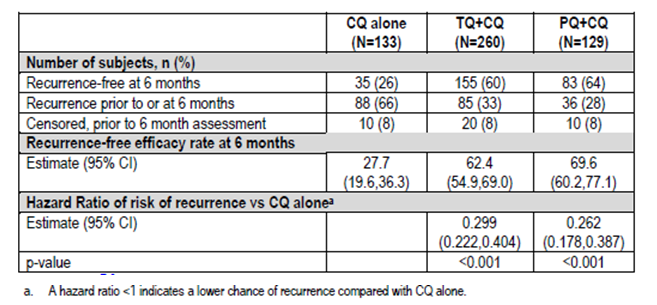 CQ alone TQ+CQ PQ+CQ
(N=133) (N=260) (N=129)
Number of subjects, n (%)
Recurrence-free at 6 months 35 (26) 155 (60) 83 (64)
Recurrence prior to or at 6 months 88 (66) 85 (33) 36 (28)
Censored, prior to 6 month assessment 10 (8) 20 (8) 10 (8)
Recurrence-free efficacy rate at 6 months
Estimate (95% CI) 27.7 62.4 69.6
(19.6,36.3) (54.9,69.0) (60.2,77.1)
Hazard Ratio of risk of recurrence vs CQ aloneª
Estimate (95% CI) 0.299 0.262
(0.222,0.404) (0.178,0.387)
p-value <0.001 <0.001
a. A hazard ratio <1 indicates a lower chance of recurrence compared with CQ alone.